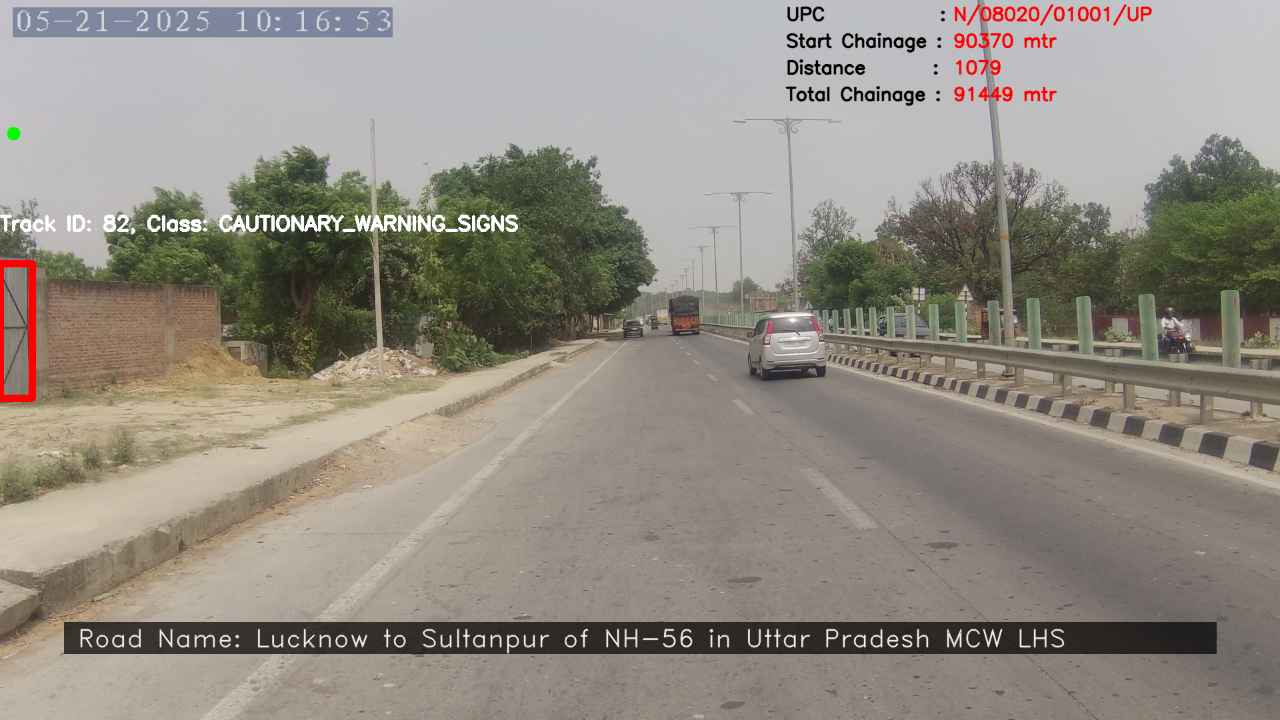 05-21-2025 10:16:53
UPC : N/08020/01001/UP
Start Chainage : 90370 mtr
Distance : 1079
Total Chainage : 91449 mtr
Track ID: 82, Class: CAUTIONARY_WARNING_SIGNS
Road Name: Lucknow to Sultanpur of NH-56 in Uttar Pradesh MCW LHS